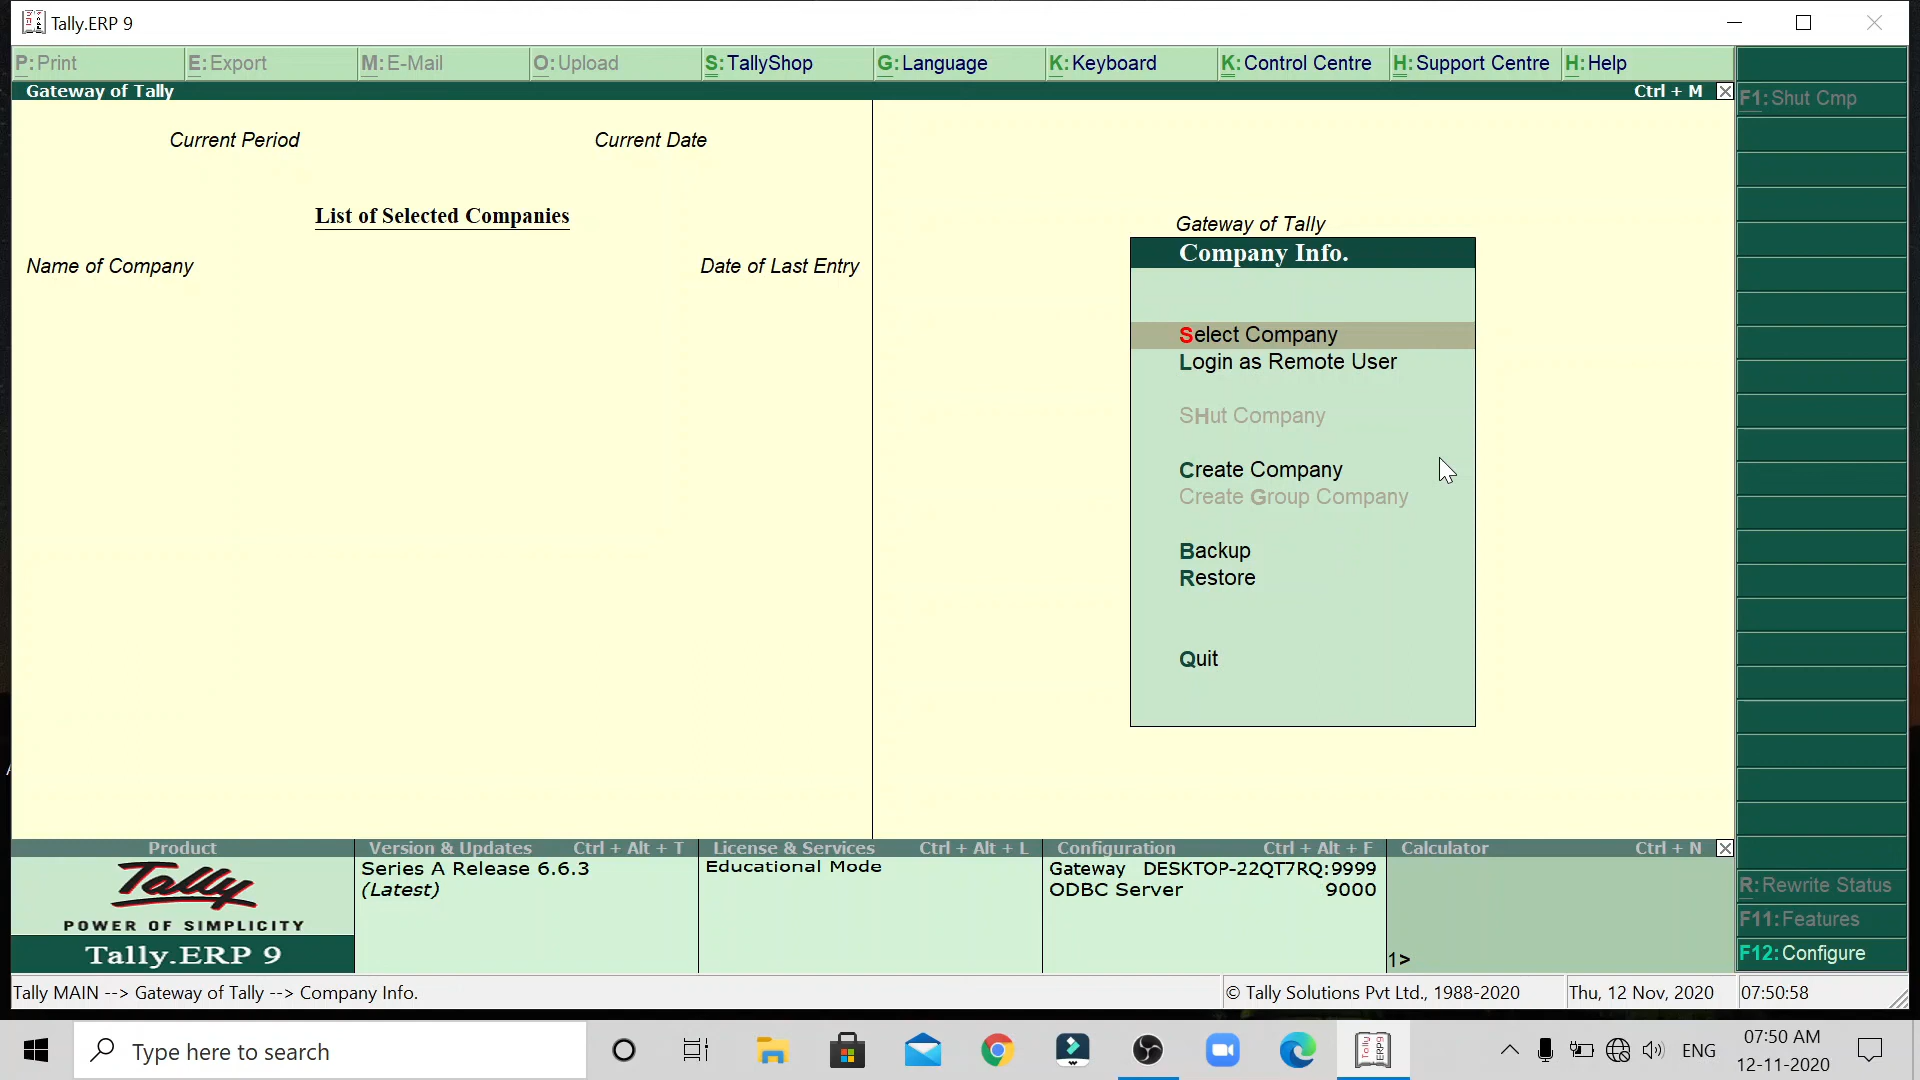 Tally.ERP 9
P: Print
E: Export
M: E-Mail
O: Upload
S: TallyShop
G: Language
K: Keyboard
K: Control Centre
H: Support Centre
H: Help
Gateway of Tally
Ctrl + M
F1: Shut Cmp
Current Period
Current Date
List of Selected Companies
Name of Company
Date of Last Entry
Gateway of Tally
Company Info.
Select Company
Login as Remote User
SHut Company
Create Company
Create Group Company
Backup
Restore
Quit
R: Rewrite Status
F11: Features
F12: Configure
Product
Tally
POWER OF SIMPLICITY
Tally.ERP 9
Version & Updates Ctrl + Alt + T
Series A Release 6.6.3
(Latest)
License & Services Ctrl + Alt + L
Educational Mode
Configuration Ctrl + Alt + F
Gateway DESKTOP-22QT7RQ:9999
ODBC Server 9000
Calculator Ctrl + N
1>
Tally MAIN --> Gateway of Tally --> Company Info.
© Tally Solutions Pvt Ltd., 1988-2020
Thu, 12 Nov, 2020
07:50:58
Type here to search
Tally
ERP9
ENG
07:50 AM
12-11-2020